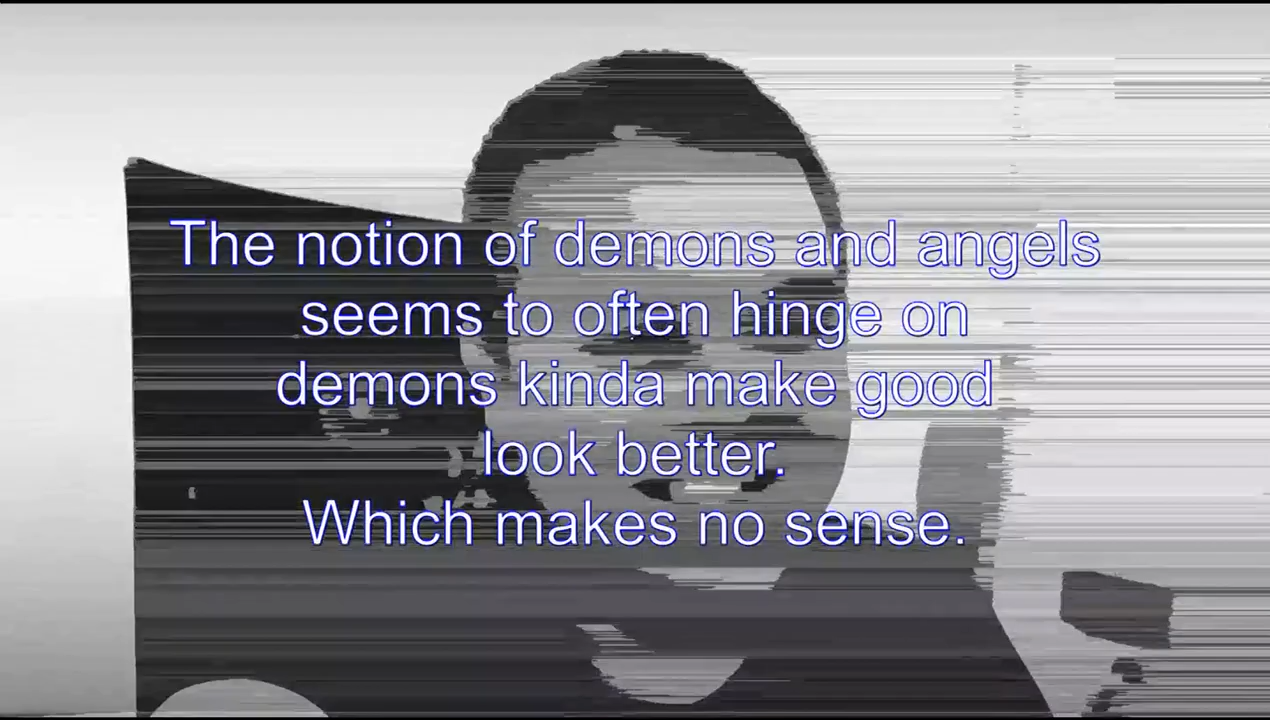 The notion of demons and angels
seems to often hinge on
demons kinda make good
look better.
Which makes no sense.